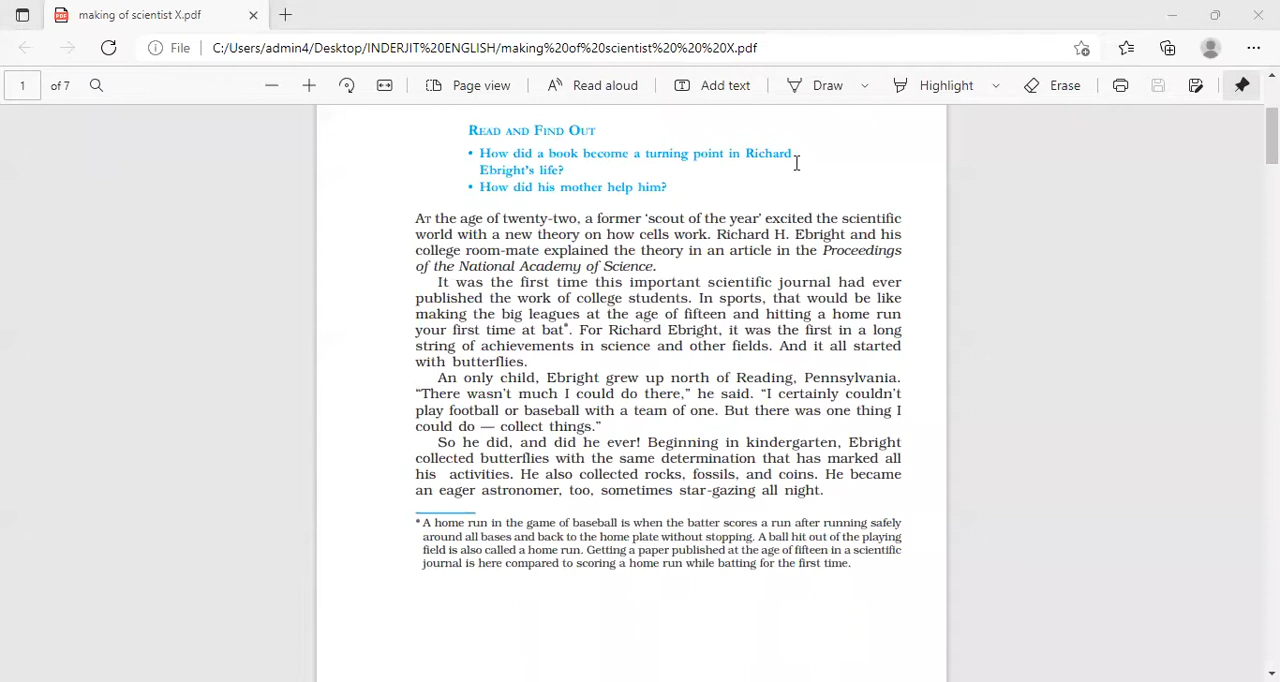 making of scientist X.pdf
File C:/Users/admin4/Desktop/INDERJIT%20ENGLISH/making%20of%20scientist%20%20%20X.pdf
1 of 7 Page view Read aloud Add text Draw Highlight Erase
READ AND FIND OUT
• How did a book become a turning point in Richard
Ebright's life?
• How did his mother help him?
AT the age of twenty-two, a former ‘scout of the year’ excited the scientific
world with a new theory on how cells work. Richard H. Ebright and his
college room-mate explained the theory in an article in the Proceedings
of the National Academy of Science.
It was the first time this important scientific journal had ever
published the work of college students. In sports, that would be like
making the big leagues at the age of fifteen and hitting a home run
your first time at bat*. For Richard Ebright, it was the first in a long
string of achievements in science and other fields. And it all started
with butterflies.
An only child, Ebright grew up north of Reading, Pennsylvania.
“There wasn't much I could do there,” he said. “I certainly couldn't
play football or baseball with a team of one. But there was one thing I
could do — collect things.”
So he did, and did he ever! Beginning in kindergarten, Ebright
collected butterflies with the same determination that has marked all
his activities. He also collected rocks, fossils, and coins. He became
an eager astronomer, too, sometimes star-gazing all night.
* A home run in the game of baseball is when the batter scores a run after running safely
around all bases and back to the home plate without stopping. A ball hit out of the playing
field is also called a home run. Getting a paper published at the age of fifteen in a scientific
journal is here compared to scoring a home run while batting for the first time.